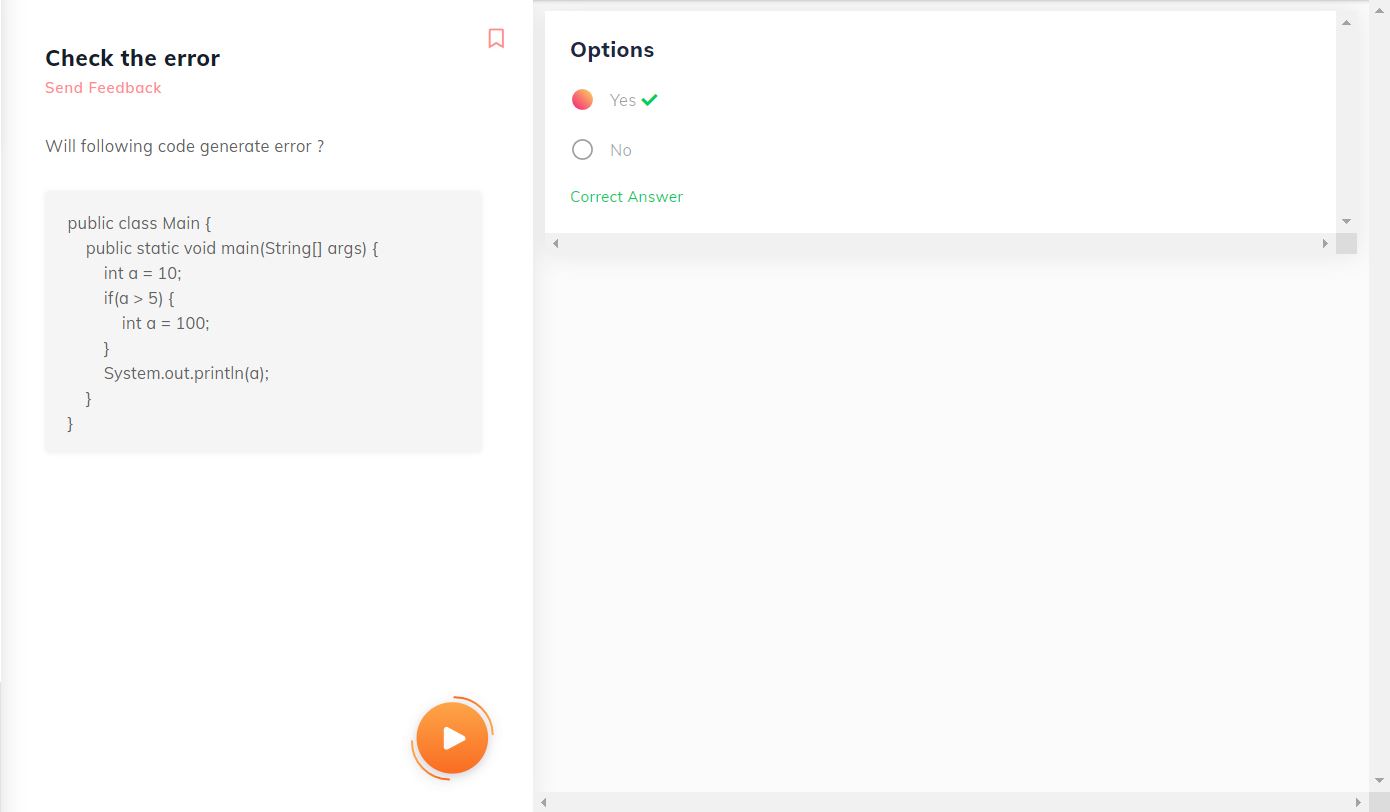 Check the error
Send Feedback
Will following code generate error ?
public class Main {
    public static void main(String[] args) {
        int a = 10;
        if(a > 5) {
            int a = 100;
        }
        System.out.println(a);
    }
}
Options
Yes
No
Correct Answer